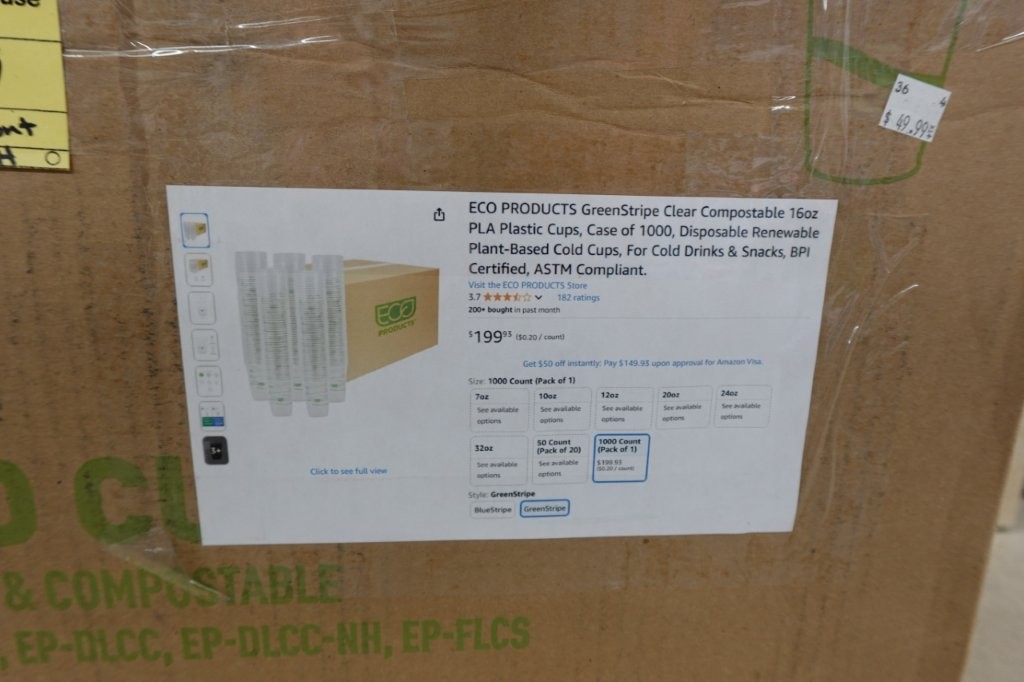 36 4
$ 49.99
ECO PRODUCTS GreenStripe Clear Compostable 16oz
PLA Plastic Cups, Case of 1000, Disposable Renewable
Plant-Based Cold Cups, For Cold Drinks & Snacks, BPI
Certified, ASTM Compliant.
Visit the ECO PRODUCTS Store
3.7 182 ratings
200+ bought in past month
$199
($0.20 / count)
Get $50 off instantly: Pay $149.93 upon approval for Amazon Visa.
Size: 1000 Count (Pack of 1)
7oz 10oz 12oz 20oz 24oz
See available See available See available See available See available
options options options options options
32oz 50 Count 1000 Count
(Pack of 20) (Pack of 1)
See available See available $199.93
options options ($0.20 / count)
Style: GreenStripe
BlueStripe GreenStripe
ECO
PRODUCTS
3+
Click to see full view
& COMPOSTABLE
, EP-DLCC, EP-DLCC-NH, EP-FLCS